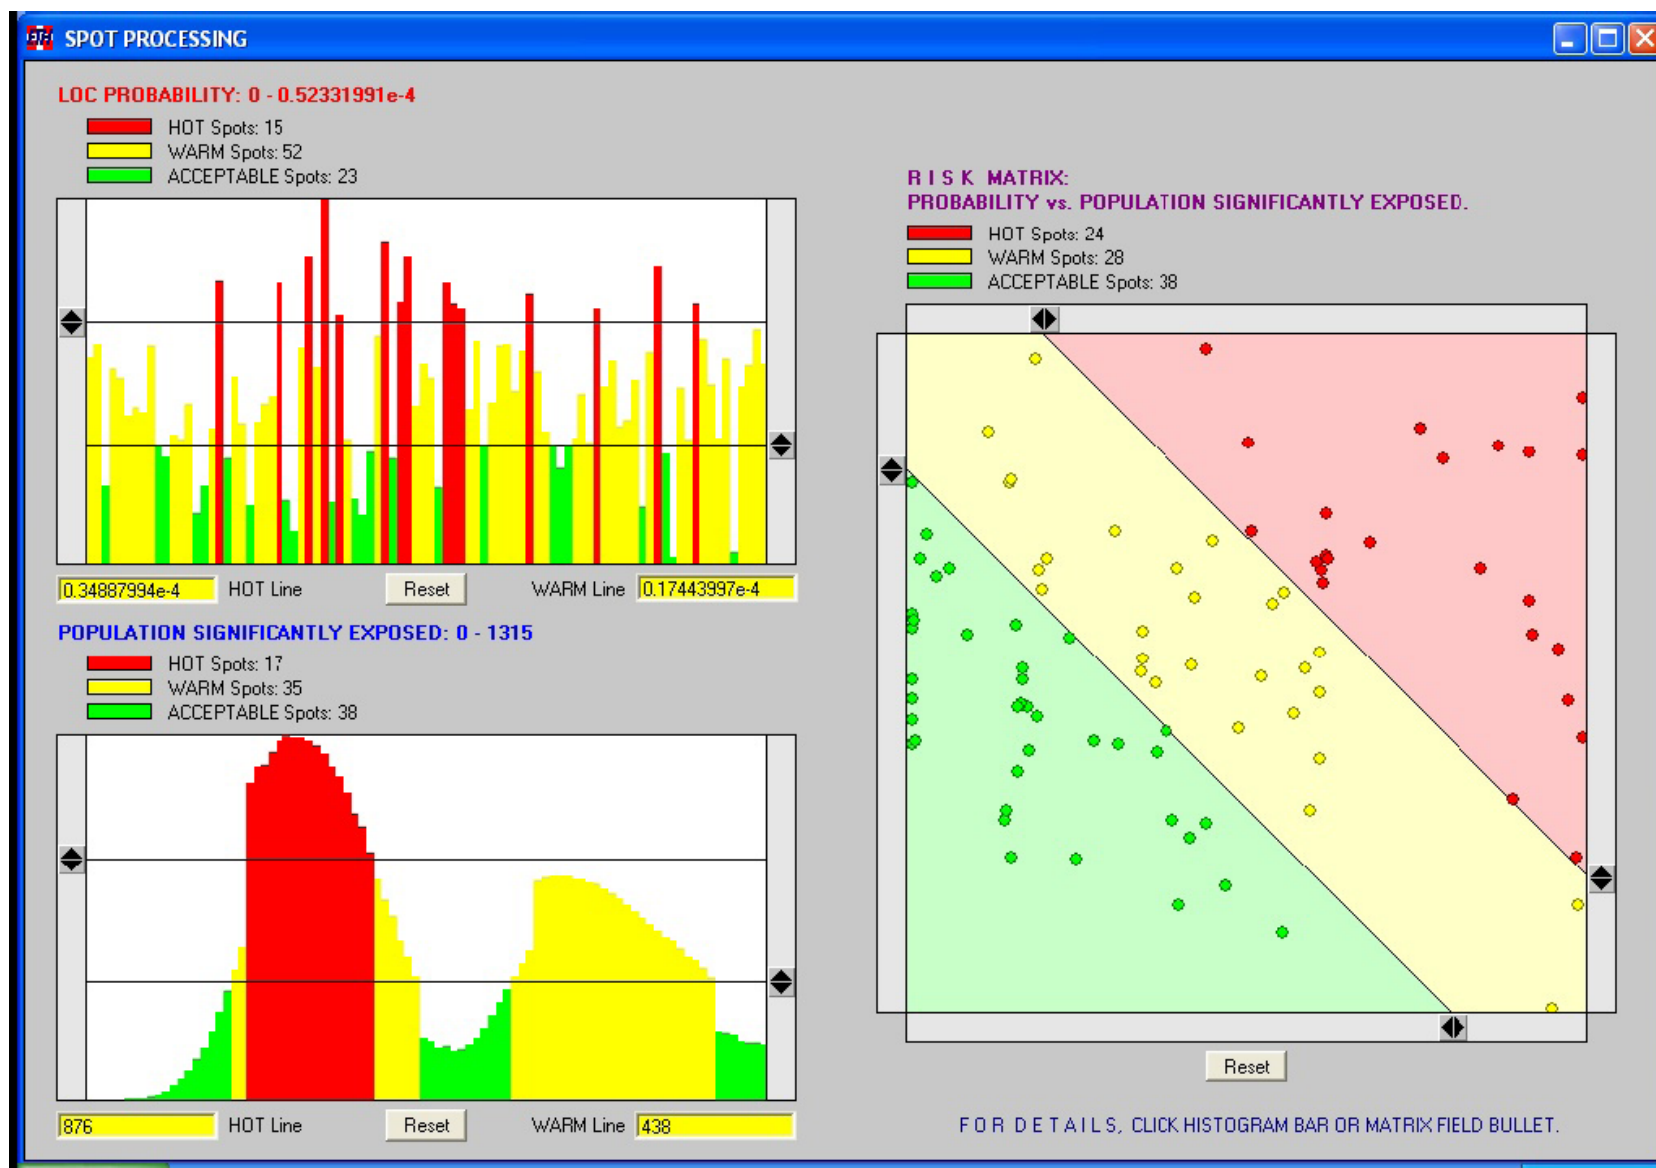 SPOT PROCESSING
LOC PROBABILITY: 0 - 0.52331991e-4
HOT Spots: 15
WARM Spots: 52
ACCEPTABLE Spots: 23
0.34887994e-4 HOT Line Reset WARM Line 0.17443997e-4
POPULATION SIGNIFICANTLY EXPOSED: 0 - 1315
HOT Spots: 17
WARM Spots: 35
ACCEPTABLE Spots: 38
876 HOT Line Reset WARM Line 438
R I S K MATRIX:
PROBABILITY vs. POPULATION SIGNIFICANTLY EXPOSED.
HOT Spots: 24
WARM Spots: 28
ACCEPTABLE Spots: 38
Reset
F O R D E T A I L S, CLICK HISTOGRAM BAR OR MATRIX FIELD BULLET.